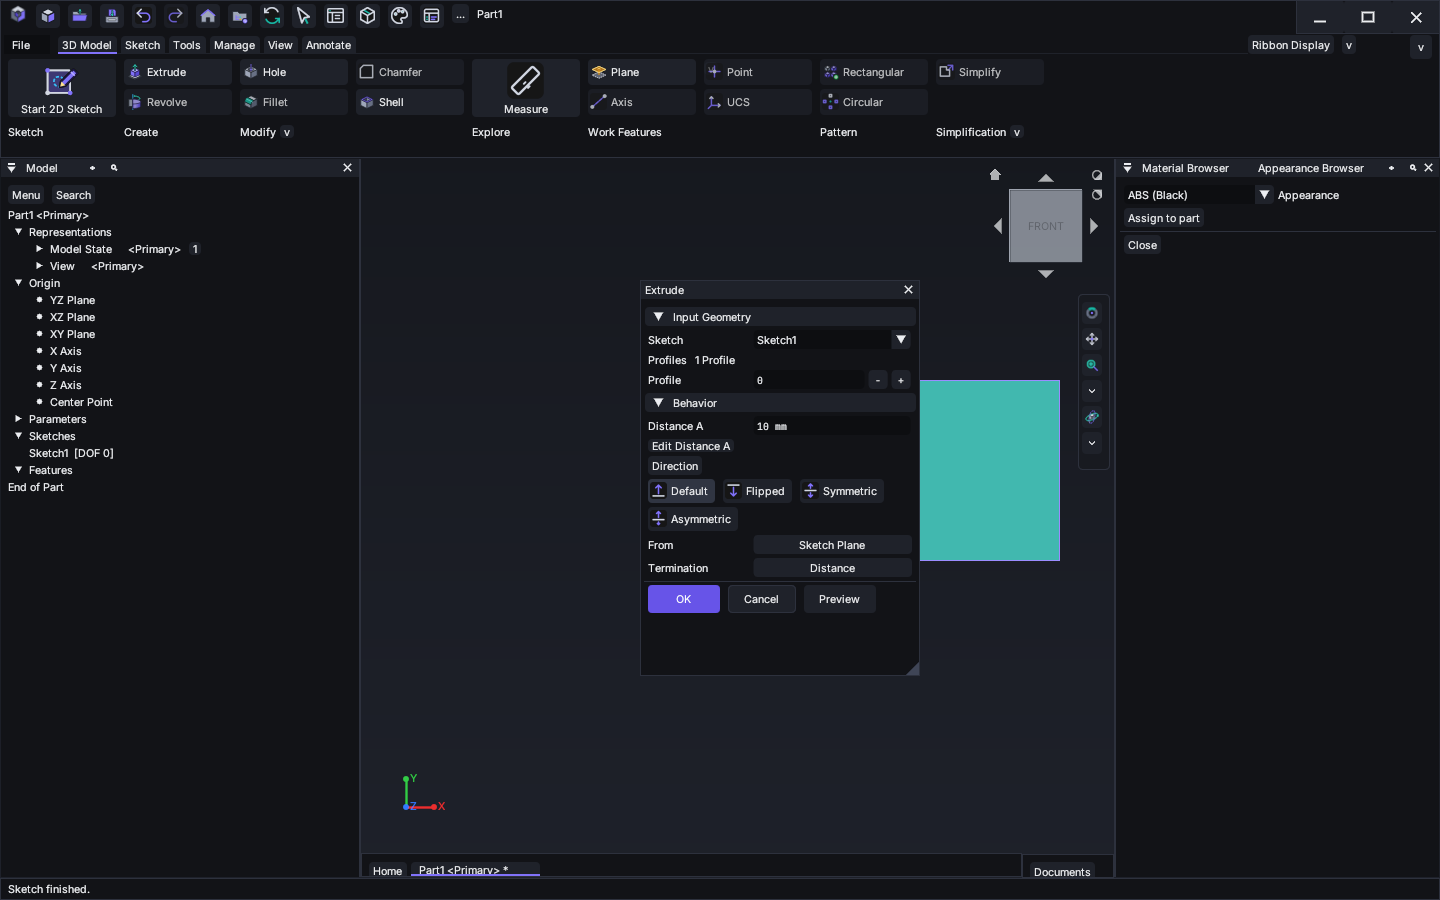 ... Part1
File 3D Model Sketch Tools Manage View Annotate Ribbon Display v v
Start 2D Sketch
Sketch
Extrude
Revolve
Create
Hole
Fillet
Modify v
Chamfer
Shell
Measure
Explore
Plane
Axis
Work Features
Point
UCS
Rectangular
Circular
Pattern
Simplify
Simplification v
Model
Menu Search
Part1 <Primary>
Representations
Model State <Primary> 1
View <Primary>
Origin
YZ Plane
XZ Plane
XY Plane
X Axis
Y Axis
Z Axis
Center Point
Parameters
Sketches
Sketch1 [DOF 0]
Features
End of Part
FRONT
Extrude
Input Geometry
Sketch Sketch1
Profiles 1 Profile
Profile 0 - +
Behavior
Distance A 10 mm
Edit Distance A
Direction
Default Flipped Symmetric
Asymmetric
From Sketch Plane
Termination Distance
OK Cancel Preview
Y
Z X
Home Part1 <Primary> *
Documents
Material Browser Appearance Browser
ABS (Black) Appearance
Assign to part
Close
Sketch finished.